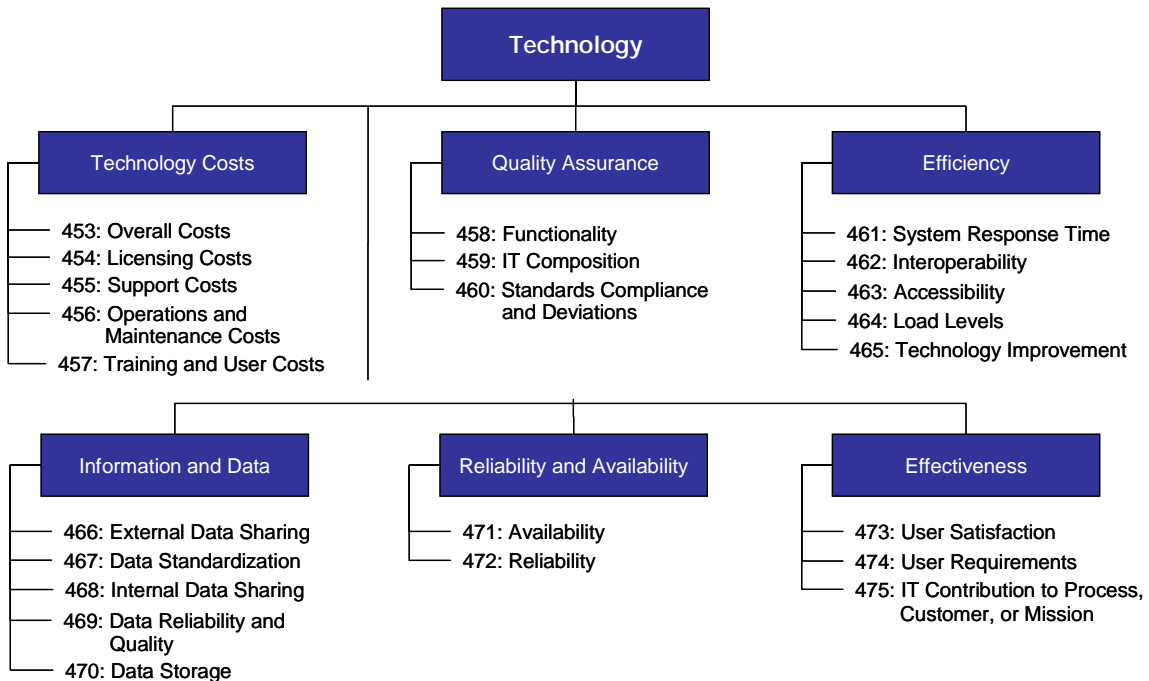 Technology
Technology Costs
453: Overall Costs
454: Licensing Costs
455: Support Costs
456: Operations and
Maintenance Costs
457: Training and User Costs
Quality Assurance
458: Functionality
459: IT Composition
460: Standards Compliance
and Deviations
Efficiency
461: System Response Time
462: Interoperability
463: Accessibility
464: Load Levels
465: Technology Improvement
Information and Data
466: External Data Sharing
467: Data Standardization
468: Internal Data Sharing
469: Data Reliability and
Quality
470: Data Storage
Reliability and Availability
471: Availability
472: Reliability
Effectiveness
473: User Satisfaction
474: User Requirements
475: IT Contribution to Process,
Customer, or Mission